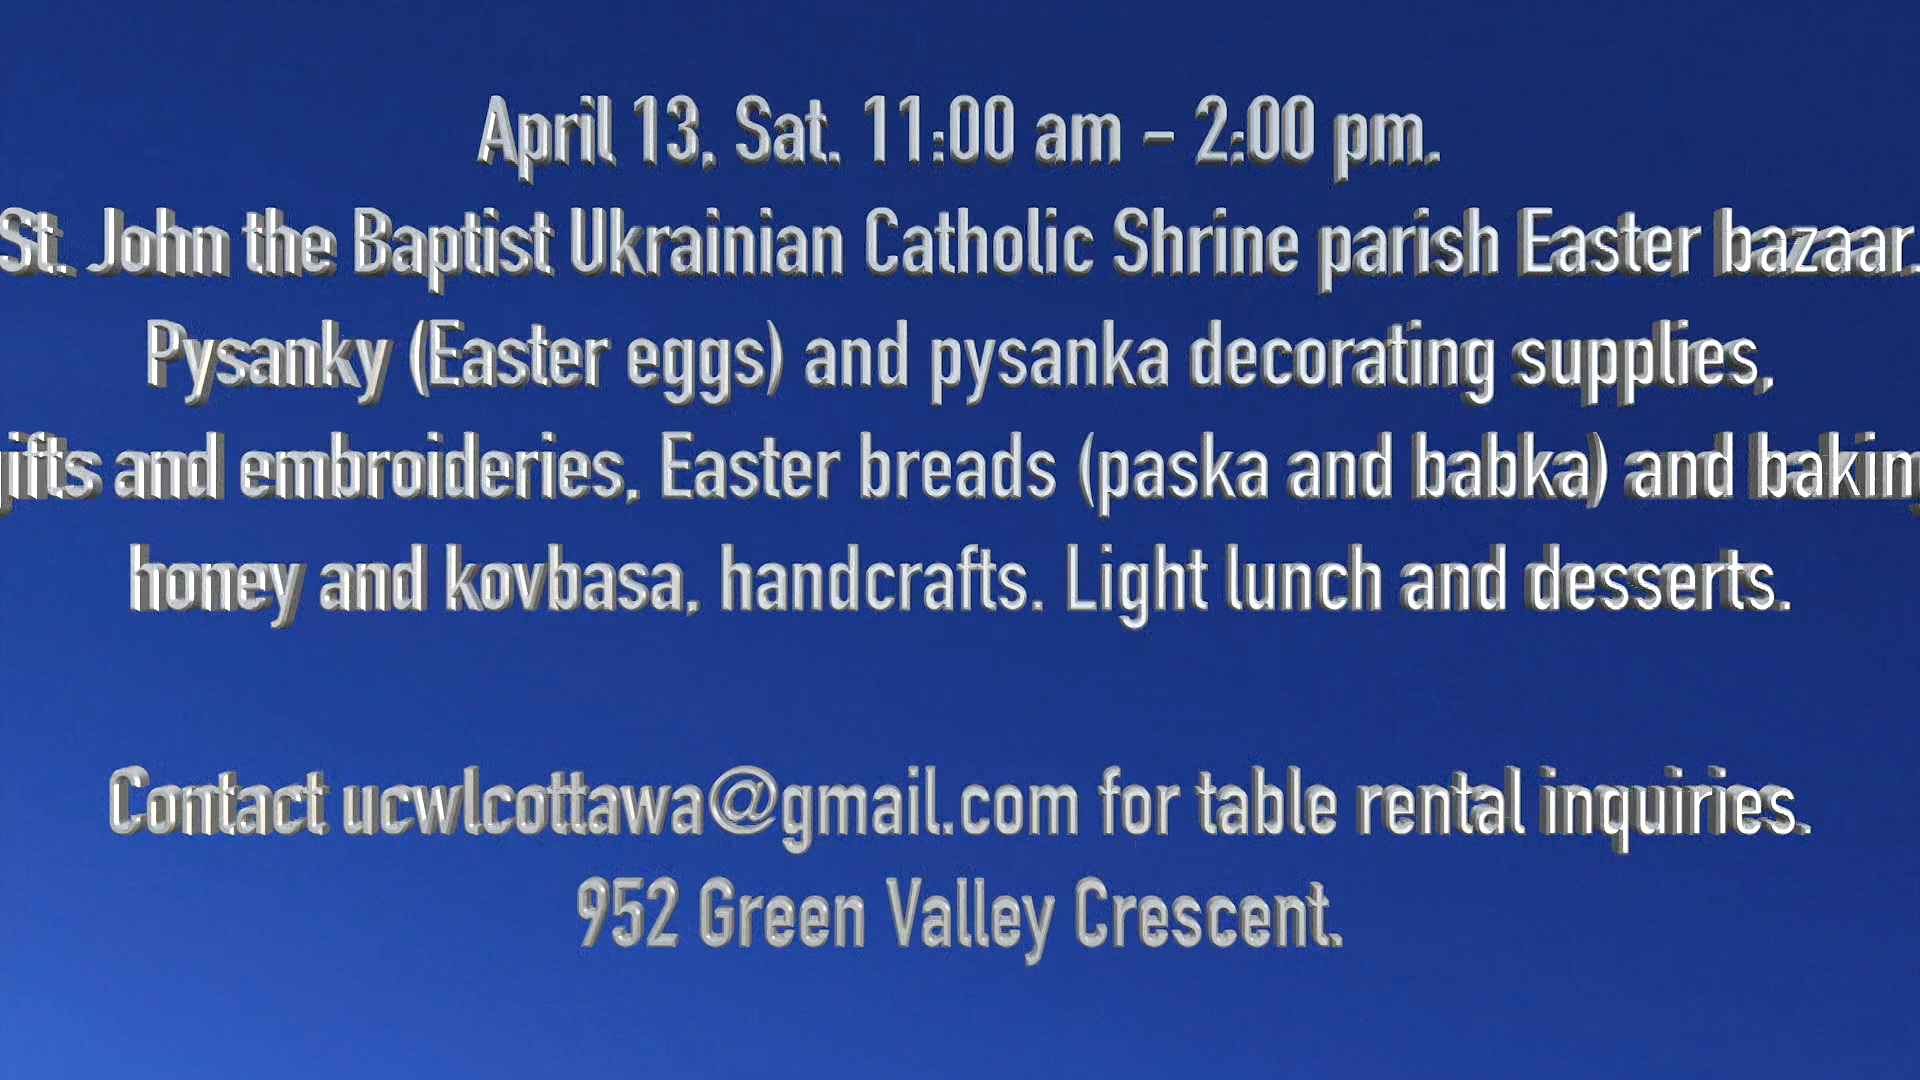 April 13, Sat. 11:00 am – 2:00 pm.
St. John the Baptist Ukrainian Catholic Shrine parish Easter bazaar.
Pysanky (Easter eggs) and pysanka decorating supplies,
gifts and embroideries, Easter breads (paska and babka) and baking
honey and kovbasa, handcrafts. Light lunch and desserts.
Contact ucwlcottawa@gmail.com for table rental inquiries.
952 Green Valley Crescent.